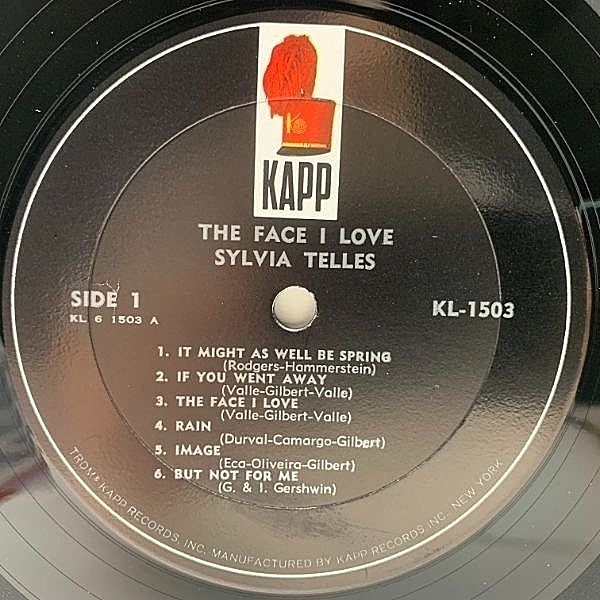 K
KAPP
THE FACE I LOVE
SYLVIA TELLES
SIDE 1
KL 6 1503 A
KL-1503
1. IT MIGHT AS WELL BE SPRING
(Rodgers-Hammerstein)
2. IF YOU WENT AWAY
(Valle-Gilbert-Valle)
3. THE FACE I LOVE
(Valle-Gilbert-Valle)
4. RAIN
(Durval-Camargo-Gilbert)
5. IMAGE
(Eca-Oliveira-Gilbert)
6. BUT NOT FOR ME
(G. & I. Gershwin)
TRDMK KAPP RECORDS, INC. MANUFACTURED BY KAPP RECORDS INC. NEW YORK